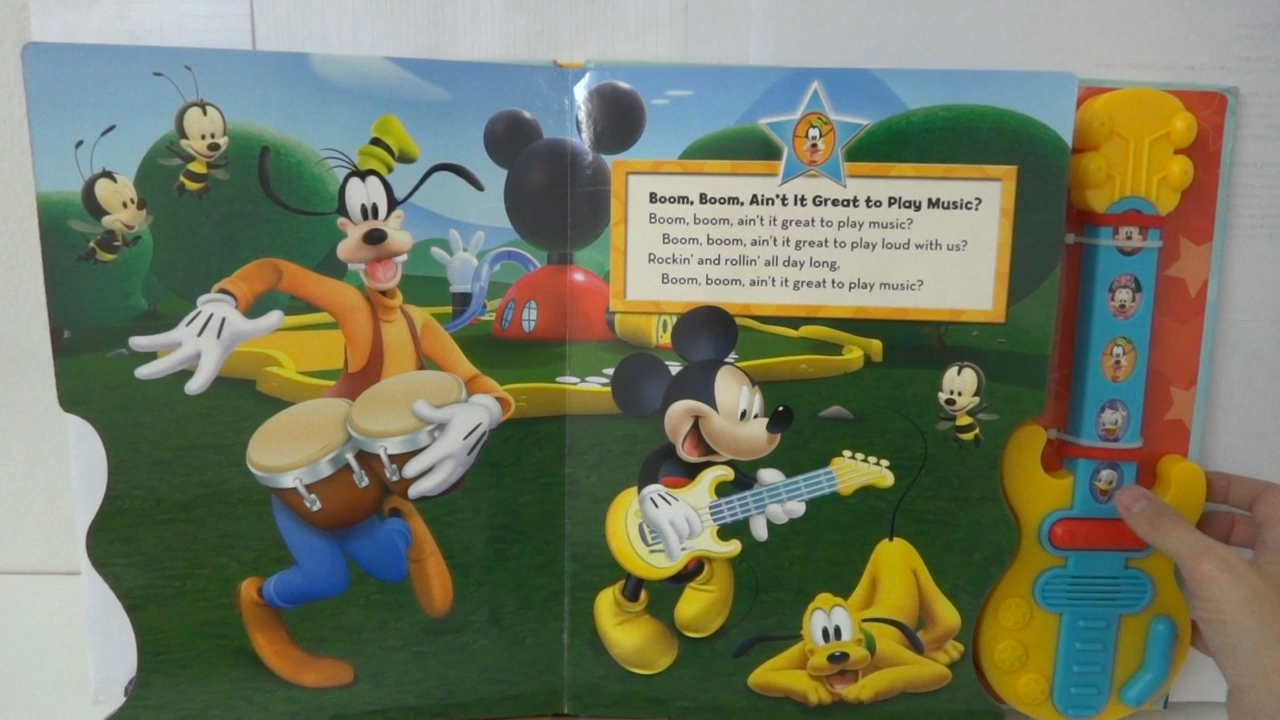 Boom, Boom, Ain't It Great to Play Music?
Boom, boom, ain't it great to play music?
Boom, boom, ain't it great to play loud with us?
Rockin' and rollin' all day long,
Boom, boom, ain't it great to play music?